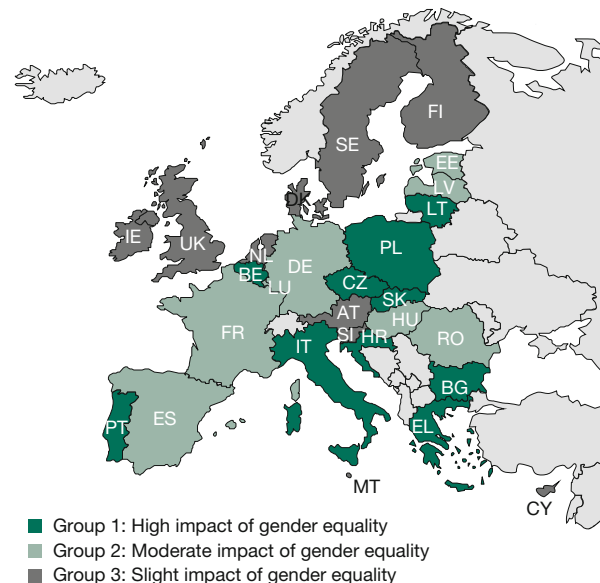 FI
SE
EE
LV
DK
LT
IE
UK
NL
PL
BE
DE
LU
CZ
SK
AT
HU
FR
SI
HR
IT
RO
BG
PT
ES
EL
MT
CY
Group 1: High impact of gender equality
Group 2: Moderate impact of gender equality
Group 3: Slight impact of gender equality